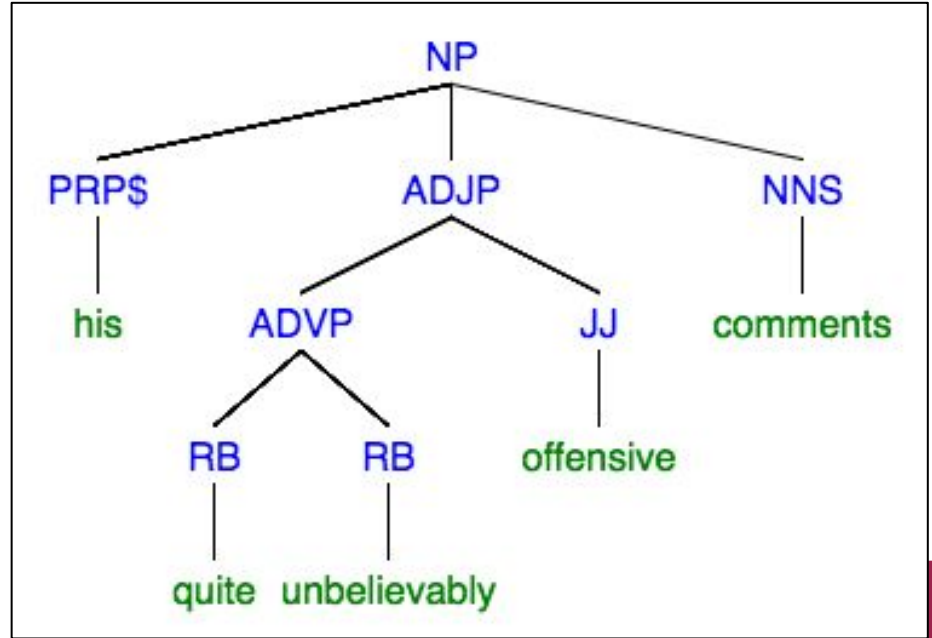 NP
PRP$ ADJP NNS
his ADVP JJ comments
RB RB offensive
quite unbelievably